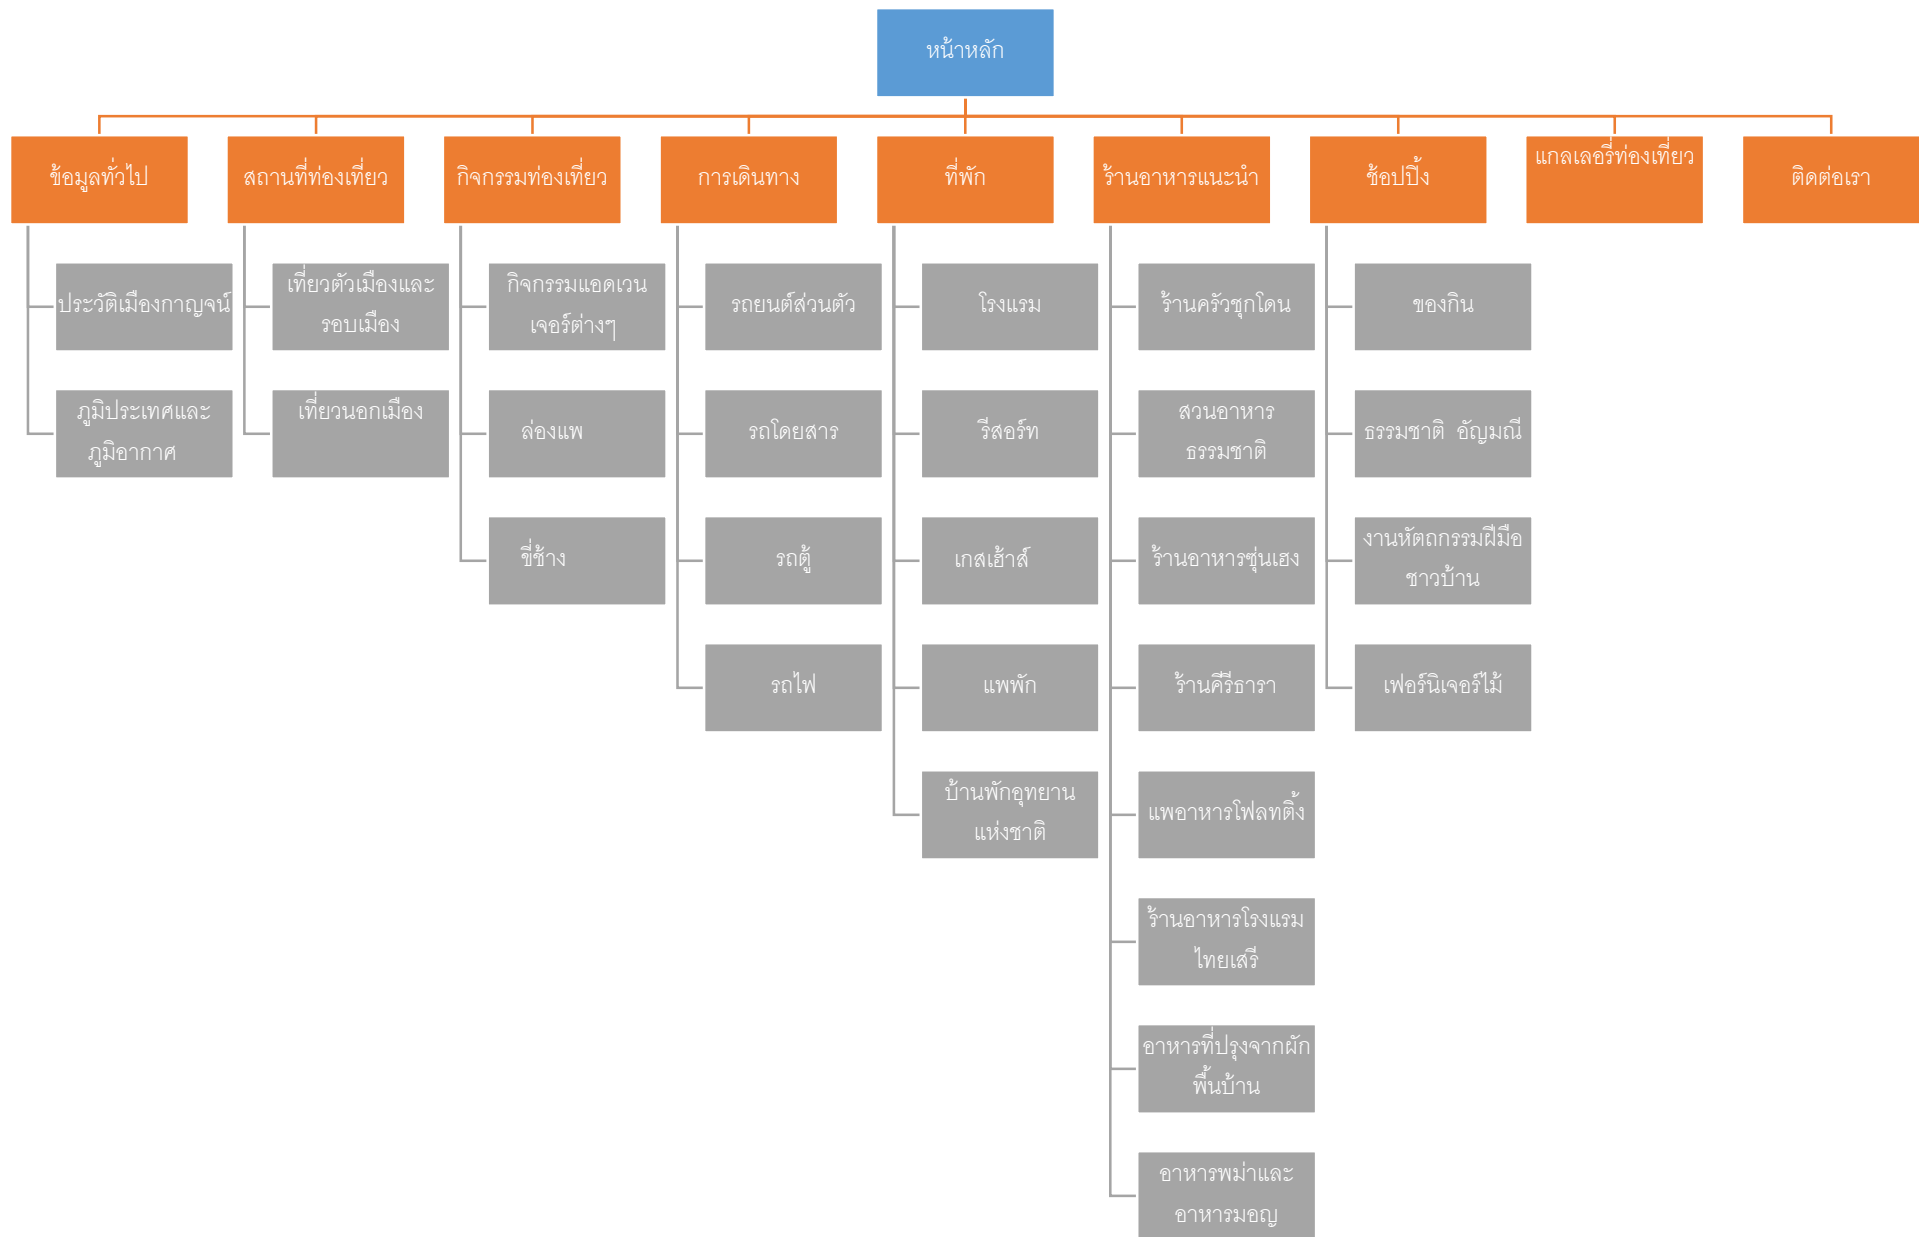 หน้าหลัก
ข้อมูลทั่วไป
สถานที่ท่องเที่ยว
กิจกรรมท่องเที่ยว
การเดินทาง
ที่พัก
ร้านอาหารแนะนำ
ช้อปปิ้ง
แกลเลอรี่ท่องเที่ยว
ติดต่อเรา
ประวัติเมืองกาญจน์
ภูมิประเทศและ
ภูมิอากาศ
เที่ยวตัวเมืองและ
รอบเมือง
เที่ยวนอกเมือง
กิจกรรมแอดเวน
เจอร์ต่างๆ
ล่องแพ
ขี่ช้าง
รถยนต์ส่วนตัว
รถโดยสาร
รถตู้
รถไฟ
โรงแรม
รีสอร์ท
เกสเฮ้าส์
แพพัก
บ้านพักอุทยาน
แห่งชาติ
ร้านครัวชุกโดน
สวนอาหาร
ธรรมชาติ
ร้านอาหารซุ่นเฮง
ร้านคีรีธารา
แพอาหารโฟลทติ้ง
ร้านอาหารโรงแรม
ไทยเสรี
อาหารที่ปรุงจากผัก
พื้นบ้าน
อาหารพม่าและ
อาหารมอญ
ของกิน
ธรรมชาติ อัญมณี
งานหัตถกรรมฝีมือ
ชาวบ้าน
เฟอร์นิเจอร์ไม้